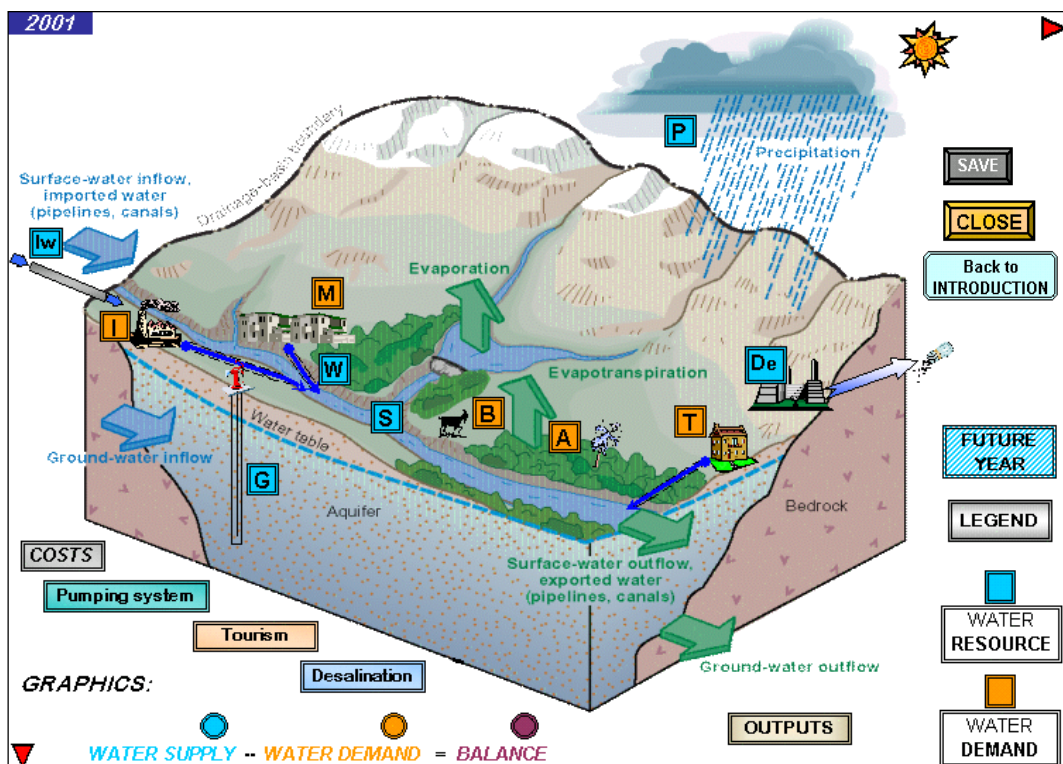 2001
P
Precipitation
Drainage-basin boundary
Surface-water inflow,
imported water
(pipelines, canals)
Iw
SAVE
CLOSE
Back to
INTRODUCTION
Evaporation
M
I
W
De
Evapotranspiration
S
B
A
T
Water table
Ground-water inflow
G
FUTURE
YEAR
Aquifer
Bedrock
LEGEND
COSTS
Surface-water outflow,
exported water
(pipelines, canals)
Pumping system
Tourism
WATER
RESOURCE
Ground-water outflow
Desalination
GRAPHICS:
OUTPUTS
WATER
DEMAND
WATER SUPPLY -- WATER DEMAND = BALANCE